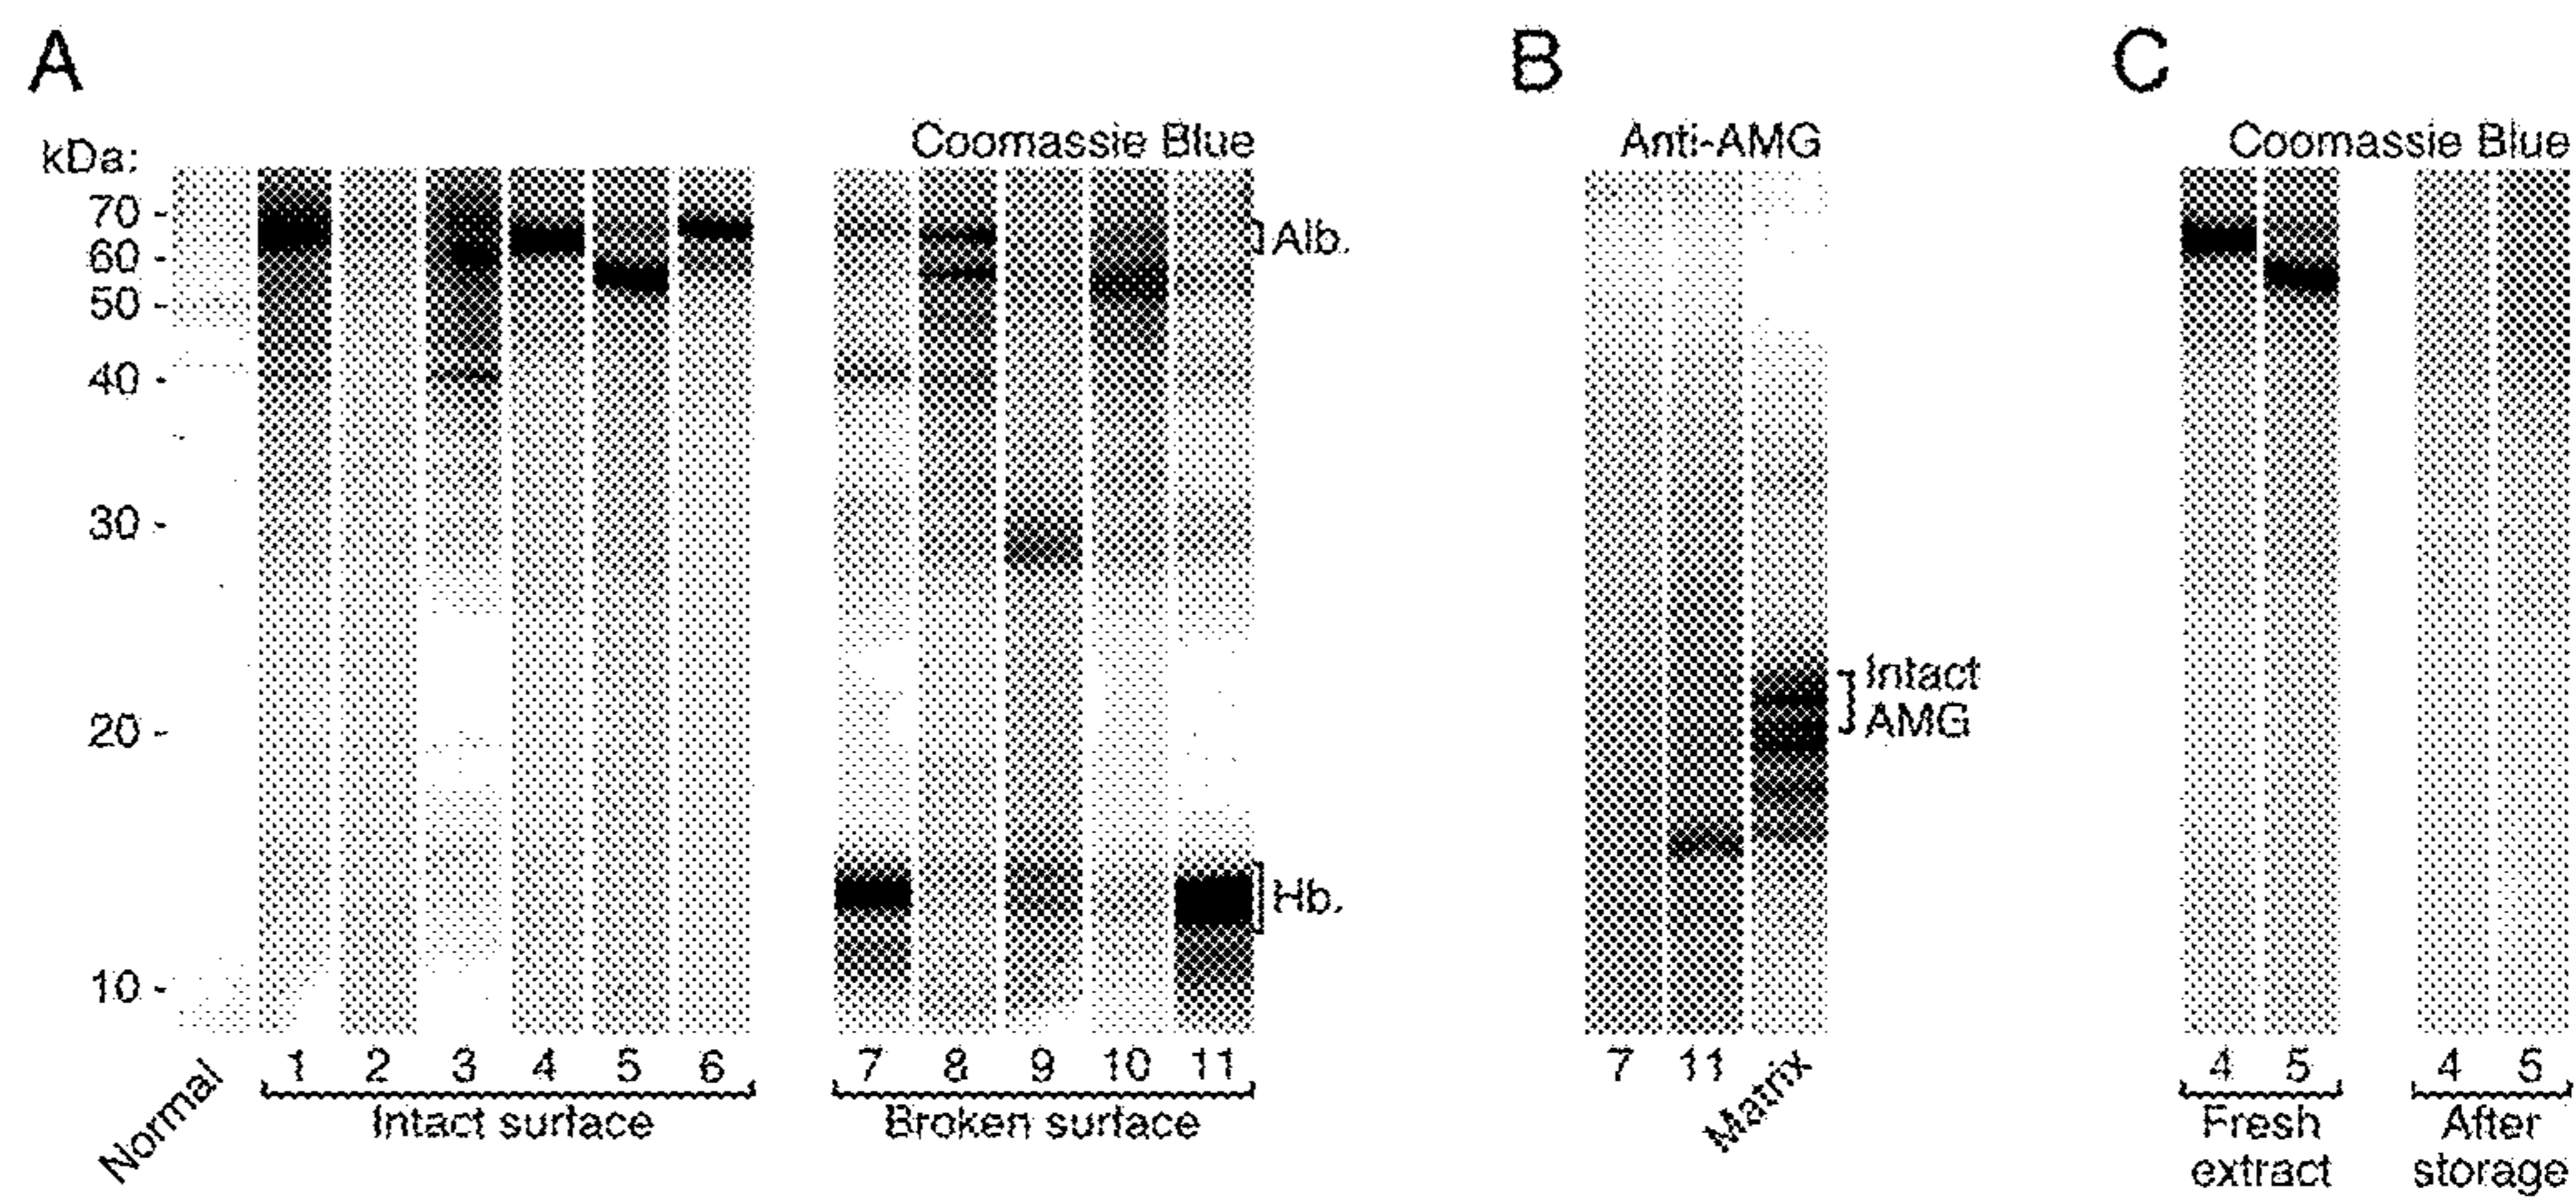 A
B
C
Coomassie Blue
Anti-AMG
Coomassie Blue
kDa:
70 -
60 -
50 -
40 -
30 -
20 -
10 -
Alb.
Hb.
Intact
AMG
Normal
1 2 3 4 5 6
Intact surface
7 8 9 10 11
Broken surface
7 11 Matrix
4 5
Fresh
extract
4 5
After
storage